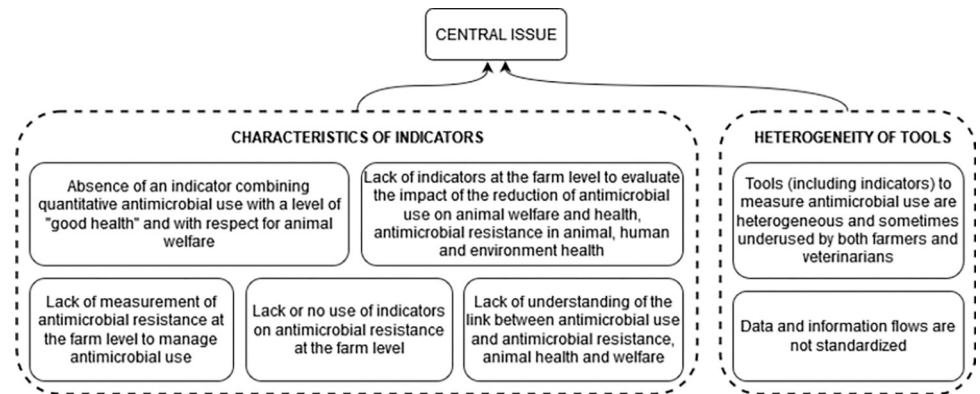 CENTRAL ISSUE
CHARACTERISTICS OF INDICATORS
Absence of an indicator combining
quantitative antimicrobial use with a level of
"good health" and with respect for animal
welfare
Lack of indicators at the farm level to evaluate
the impact of the reduction of antimicrobial
use on animal welfare and health,
antimicrobial resistance in animal, human
and environment health
Lack of measurement of
antimicrobial resistance at
the farm level to manage
antimicrobial use
Lack or no use of indicators
on antimicrobial resistance
at the farm level
Lack of understanding of the
link between antimicrobial use
and antimicrobial resistance,
animal health and welfare
HETEROGENEITY OF TOOLS
Tools (including indicators) to
measure antimicrobial use are
heterogeneous and sometimes
underused by both farmers and
veterinarians
Data and information flows are
not standardized